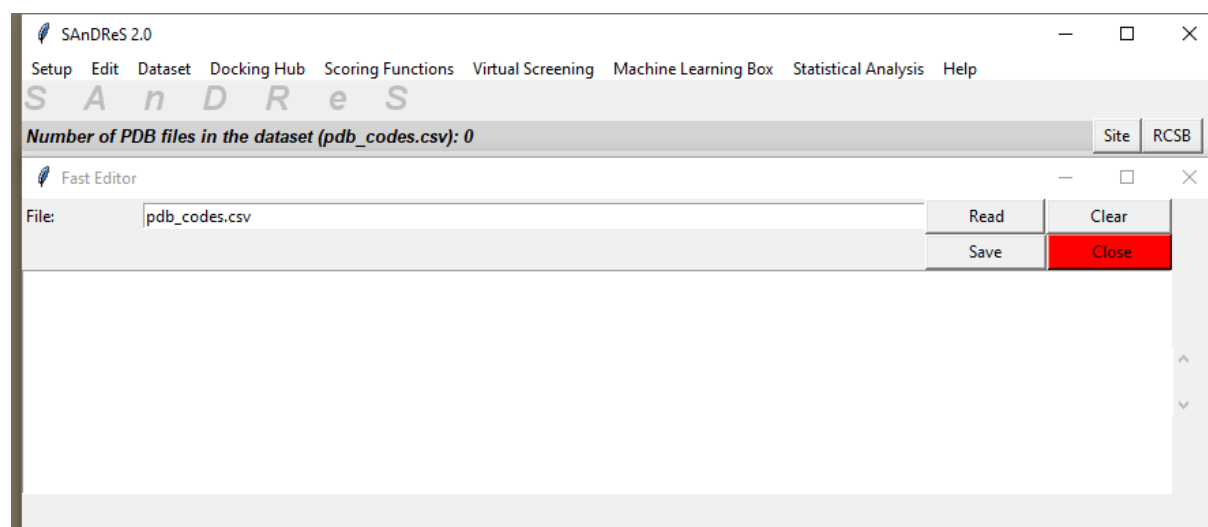 SAnDReS 2.0
Setup Edit Dataset Docking Hub Scoring Functions Virtual Screening Machine Learning Box Statistical Analysis Help
S A n D R e S
Number of PDB files in the dataset (pdb_codes.csv): 0 Site RCSB
Fast Editor
File: pdb_codes.csv Read Clear
Save Close